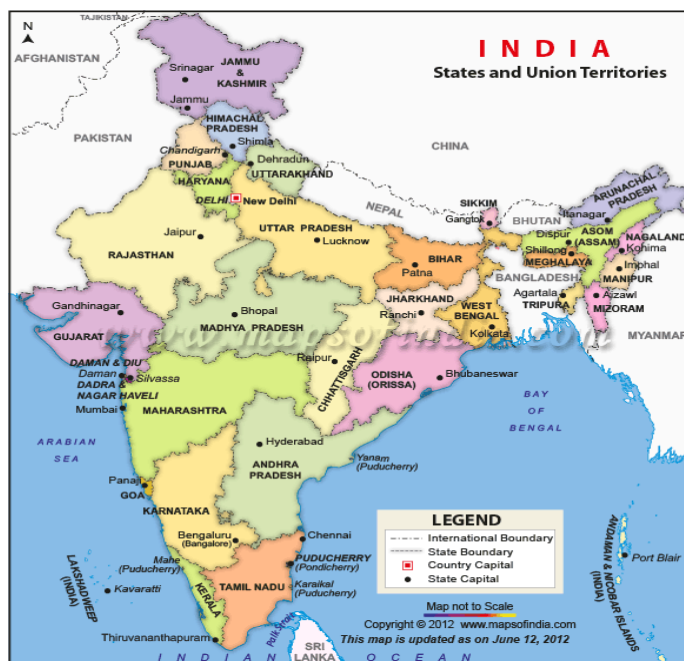 TAJIKISTAN
N
AFGHANISTAN
INDIA
States and Union Territories
JAMMU
&
KASHMIR
Srinagar
Jammu
HIMACHAL
PRADESH
PAKISTAN
CHINA
Chandigarh
Shimla
PUNJAB
Dehradun
UTTARAKHAND
HARYANA
DELHI
New Delhi
NEPAL
SIKKIM
Gangtok
BHUTAN
ARUNACHAL
PRADESH
Itanagar
Dispur
ASOM
(ASSAM)
NAGALAND
Kohima
Shillong
MEGHALAYA
Imphal
MANIPUR
Jaipur
RAJASTHAN
UTTAR PRADESH
Lucknow
BIHAR
Patna
BANGLADESH
Agartala
TRIPURA
Aizawl
MIZORAM
Gandhinagar
GUJARAT
Bhopal
MADHYA PRADESH
JHARKHAND
Ranchi
WEST
BENGAL
Kolkata
MYANMAR
www.mapsofindia.com
DAMAN & DIU
Daman
Silvassa
DADRA &
NAGAR HAVELI
Mumbai
MAHARASHTRA
Raipur
CHHATTISGARH
ODISHA
(ORISSA)
Bhubaneswar
BAY
OF
BENGAL
ARABIAN
SEA
Hyderabad
ANDHRA
PRADESH
Yanam
(Puducherry)
Panaji
GOA
KARNATAKA
Bengaluru
(Bangalore)
Chennai
Mahe
(Puducherry)
PUDUCHERRY
(Pondicherry)
TAMIL NADU
Karaikal
(Puducherry)
KERALA
LAKSHADWEEP
(INDIA)
Kavaratti
Thiruvananthapuram
Palk Strait
SRI
LANKA
ANDAMAN & NICOBAR ISLANDS
(INDIA)
Port Blair
LEGEND
International Boundary
State Boundary
Country Capital
State Capital
Map not to Scale
Copyright © 2012 www.mapsofindia.com
This map is updated as on June 12, 2012
INDIAN OCEAN